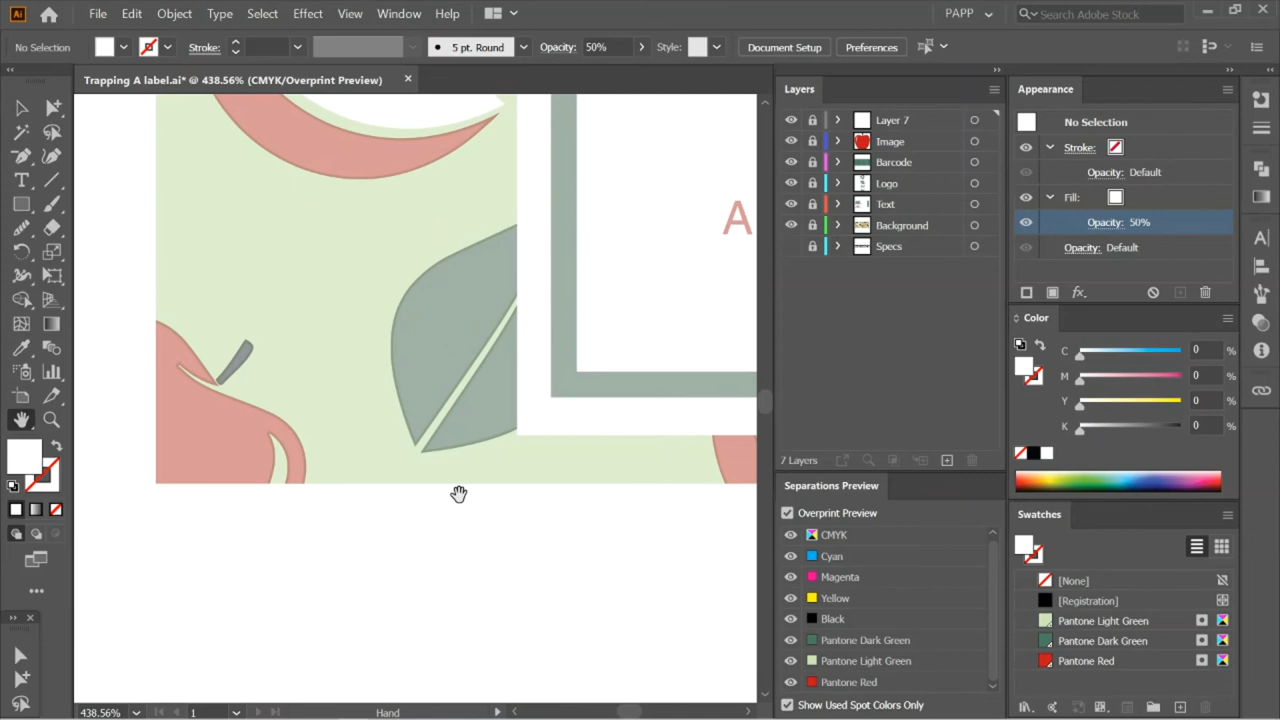 Ai File Edit Object Type Select Effect View Window Help PAPP Search Adobe Stock
No Selection Stroke: 5 pt. Round Opacity: 50% Style: Document Setup Preferences
Trapping A label.ai* @ 438.56% (CMYK/Overprint Preview)
A
438.56% 1 Hand
Layers
Layer 7
Image
Barcode
Logo
Text
Background
Specs
7 Layers
Separations Preview
Overprint Preview
CMYK
Cyan
Magenta
Yellow
Black
Pantone Dark Green
Pantone Light Green
Pantone Red
Show Used Spot Colors Only
Appearance
No Selection
Stroke:
Opacity: Default
Fill:
Opacity: 50%
Opacity: Default
fx
Color
C 0 %
M 0 %
Y 0 %
K 0 %
Swatches
[None]
[Registration]
Pantone Light Green
Pantone Dark Green
Pantone Red